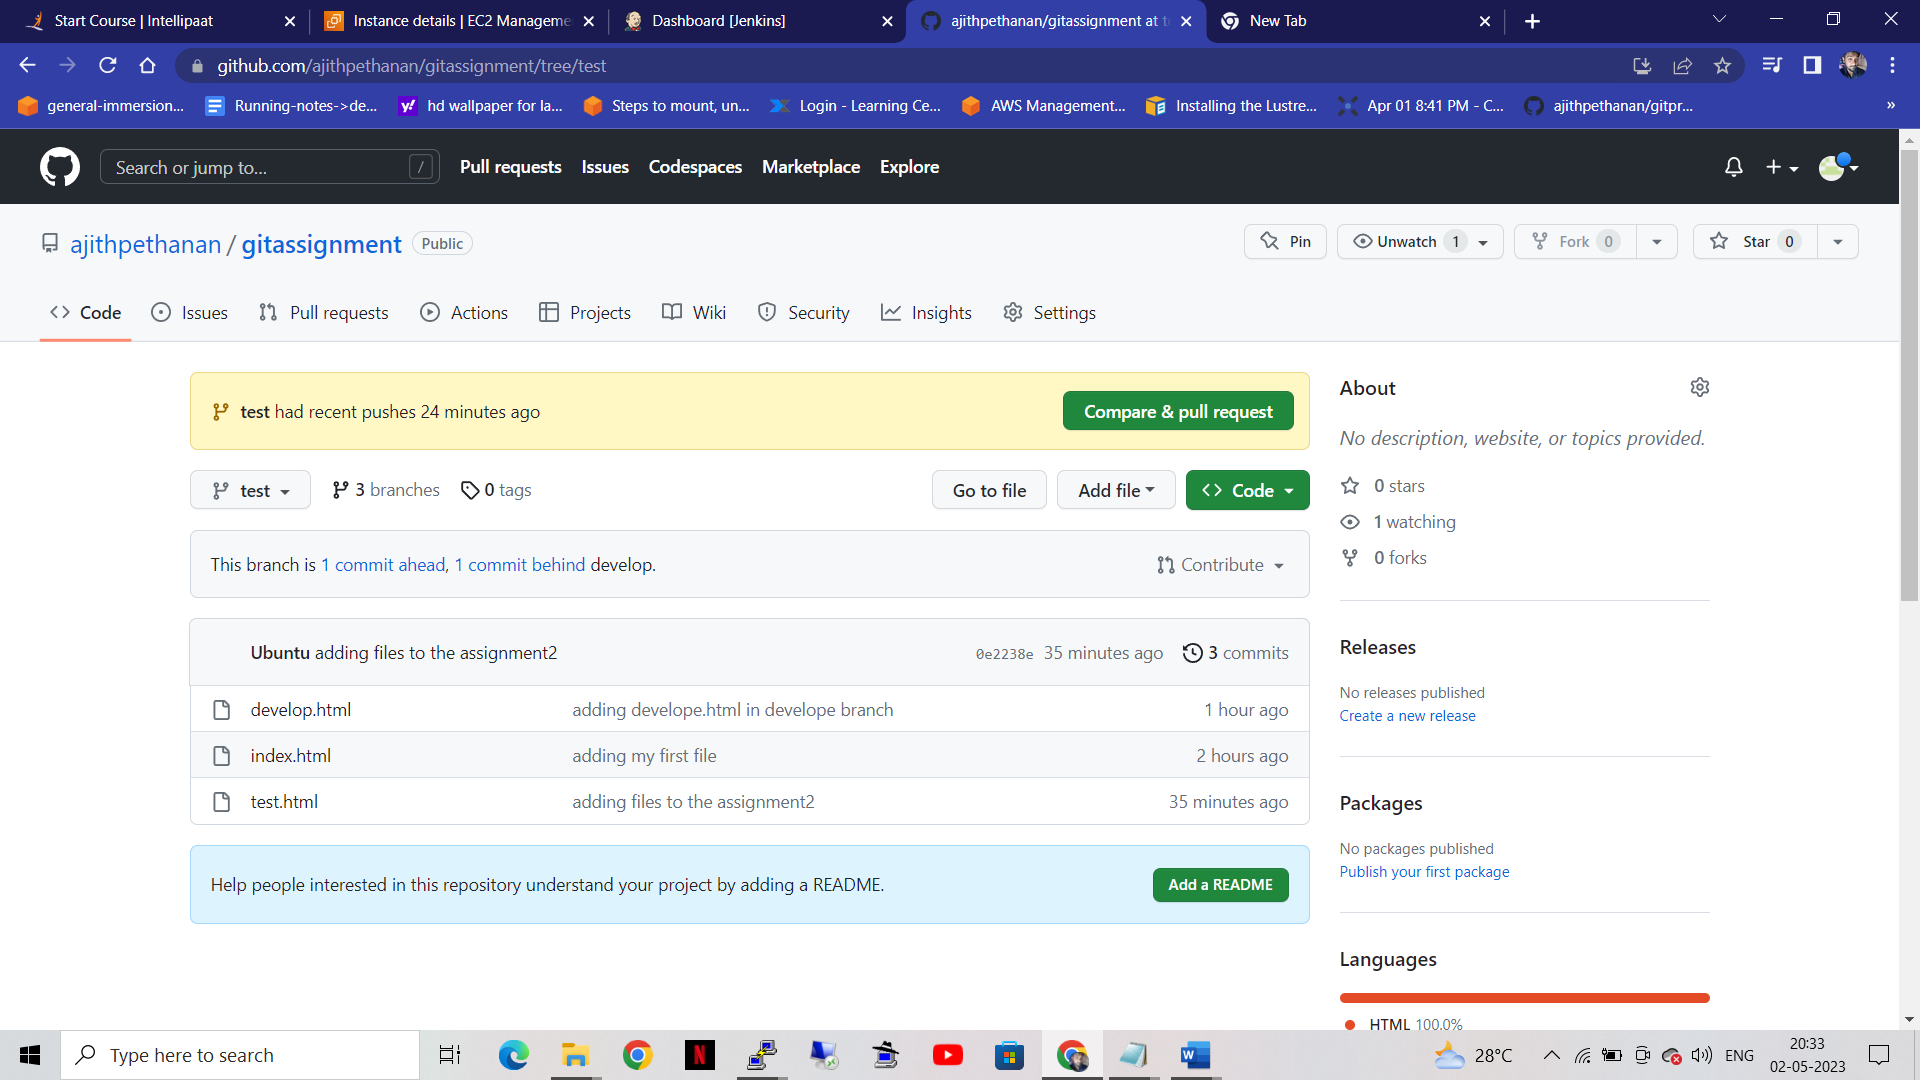 Start Course | Intellipaat
Instance details | EC2 Manageme
Dashboard [Jenkins]
ajithpethanan/gitassignment at t
New Tab
github.com/ajithpethanan/gitassignment/tree/test
general-immersion...
Running-notes->de...
hd wallpaper for la...
Steps to mount, un...
Login - Learning Ce...
AWS Management...
Installing the Lustre...
Apr 01 8:41 PM - C...
ajithpethanan/gitpr...
»
Search or jump to...
/
Pull requests
Issues
Codespaces
Marketplace
Explore
ajithpethanan / gitassignment
Public
Pin
Unwatch 1
Fork 0
Star 0
Code
Issues
Pull requests
Actions
Projects
Wiki
Security
Insights
Settings
test had recent pushes 24 minutes ago
Compare & pull request
test
3 branches
0 tags
Go to file
Add file
Code
This branch is 1 commit ahead, 1 commit behind develop.
Contribute
Ubuntu adding files to the assignment2
0e2238e 35 minutes ago
3 commits
develop.html
adding develope.html in develope branch
1 hour ago
index.html
adding my first file
2 hours ago
test.html
adding files to the assignment2
35 minutes ago
Help people interested in this repository understand your project by adding a README.
Add a README
About
No description, website, or topics provided.
0 stars
1 watching
0 forks
Releases
No releases published
Create a new release
Packages
No packages published
Publish your first package
Languages
HTML 100.0%
Type here to search
28°C
ENG
20:33
02-05-2023